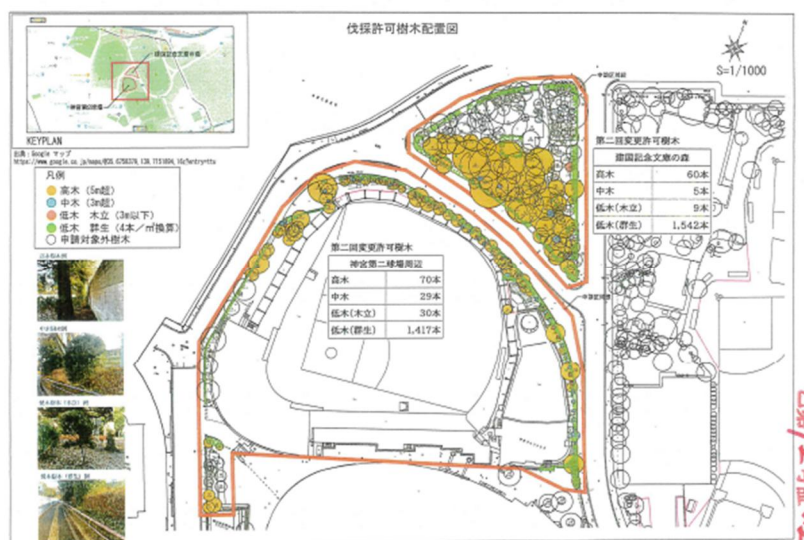 伐採許可樹木配置図
S=1/1000
建国記念文庫の森
神宮第二球場
KEYPLAN
出典：Google マップ
凡例
高木（5m超）
中木（3m超）
低木 木立（3m以下）
低木 群生（4本／㎡換算）
申請対象外樹木
第二回変更許可樹木
建国記念文庫の森
高木 60本
中木 5本
低木(木立) 9本
低木(群生) 1,542本
第二回変更許可樹木
神宮第二球場周辺
高木 70本
中木 29本
低木(木立) 30本
低木(群生) 1,417本